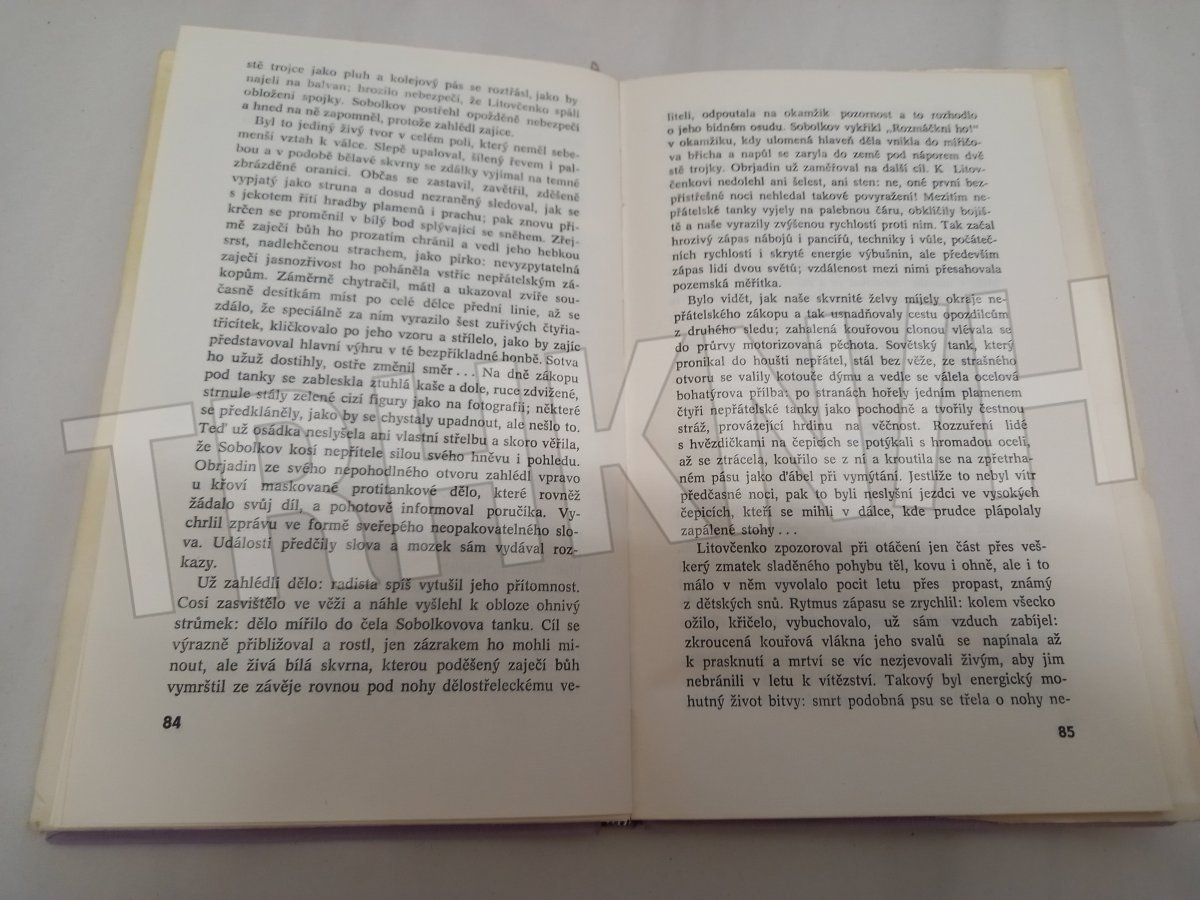 stě trojce jako pluh a kolejový pás se roztřásl, jako by
najeli na balvan; hrozilo nebezpečí, že Litovčenko spálí
obložení spojky. Sobolkov postřehl opožděně nebezpečí
a hned na ně zapomněl, protože zahlédl zajíce.
Byl to jediný živý tvor v celém poli, který neměl sebe-
menší vztah k válce. Slepě upaloval, šílený řevem i pal-
bou a v podobě bělavé skvrny se zdálky vyjímal na temné
zbrázděné oranici. Občas se zastavil, zavětřil, zděšeně
vypjatý jako struna a dosud nezraněný sledoval, jak se
s jekotem řítí hradby plamenů i prachu; pak znovu při-
krčen se proměnil v bílý bod splývající se sněhem. Zřej-
mě zaječí bůh ho prozatím chránil a vedl jeho hebkou
srst, nadlehčenou strachem, jako pírko: nevyzpytatelná
zaječí jasnozřivost ho poháněla vstříc nepřátelským zá-
kopům. Záměrně chytračil, mátl a ukazoval zvíře sou-
časně desítkám míst po celé délce přední linie, až se
zdálo, že speciálně za ním vyrazilo šest zuřivých čtyřia-
třicítek, kličkovalo po jeho vzoru a střílelo, jako by zajíc
představoval hlavní výhru v té bezpříkladné honbě. Sotva
ho užuž dostihly, ostře změnil směr... Na dně zákopu
pod tanky se zableskla ztuhlá kaše a dole, ruce zdvižené,
strnule stály zelené cizí figury jako na fotografii; některé
se předkláněly, jako by se chystaly upadnout, ale nešlo to.
Teď už osádka neslyšela ani vlastní střelbu a skoro věřila,
že Sobolkov kosí nepřítele silou svého hněvu i pohledu.
Obrjadin ze svého nepohodlného otvoru zahlédl vpravo
u křoví maskované protitankové dělo, které rovněž
žádalo svůj díl, a pohotově informoval poručíka. Vy-
chrlil zprávu ve formě sveřepého neopakovatelného slo-
va. Události předčily slova a mozek sám vydával roz-
kazy.
Už zahlédli dělo: radista spíš vytušil jeho přítomnost.
Cosi zasvištělo ve věži a náhle vyšlehl k obloze ohnivý
strůmek: dělo mířilo do čela Sobolkovova tanku. Cíl se
výrazně přibližoval a rostl, jen zázrakem ho mohli mi-
nout, ale živá bílá skvrna, kterou poděšený zaječí bůh
vymrštil ze závěje rovnou pod nohy dělostřeleckému ve-
84
liteli, odpoutala na okamžik pozornost a to rozhodlo
o jeho bídném osudu. Sobolkov vykřikl „Rozmáčkni ho!“
v okamžiku, kdy ulomená hlaveň děla vnikla do mířičo-
va břicha a napůl se zaryla do země pod náporem dvě
stě trojky. Obrjadin už zaměřoval na další cíl. K Litov-
čenkovi nedolehl ani šelest, ani sten: ne, oné první bez-
přístřešné noci nehledal takové povyražení! Mezitím ne-
přátelské tanky vyjely na palebnou čáru, obklíčily bojiš-
tě a naše vyrazily zvýšenou rychlostí proti nim. Tak začal
hrozivý zápas nábojů i pancířů, techniky i vůle, počáteč-
ních rychlostí i skryté energie výbušnin, ale především
zápas lidí dvou světů; vzdálenost mezi nimi přesahovala
pozemská měřítka.
Bylo vidět, jak naše skvrnité želvy míjely okraje ne-
přátelského zákopu a tak usnadňovaly cestu opozdilcům
z druhého sledu; zahalená kouřovou clonou vlévala se
do průrvy motorizovaná pěchota. Sovětský tank, který
pronikal do houšti nepřátel, stál bez věže, ze strašného
otvoru se valily kotouče dýmu a vedle se válela ocelová
bohatýrova přilba: po stranách hořely jedním plamenem
čtyři nepřátelské tanky jako pochodně a tvořily čestnou
stráž, provázející hrdinu na věčnost. Rozzuření lidé
s hvězdičkami na čepicích se potýkali s hromadou oceli,
až se ztrácela, kouřilo se z ní a kroutila se na zpřetrha-
ném pásu jako ďábel při vymýtání. Jestliže to nebyl vítr
předčasné noci, pak to byli neslyšní jezdci ve vysokých
čepicích, kteří se mihli v dálce, kde prudce plápolaly
zapálené stohy...
Litovčenko zpozoroval při otáčení jen část přes veš-
kerý zmatek sladěného pohybu těl, kovu i ohně, ale i to
málo v něm vyvolalo pocit letu přes propast, známý
z dětských snů. Rytmus zápasu se zrychlil: kolem všecko
ožilo, křičelo, vybuchovalo, už sám vzduch zabíjel:
zkroucená kouřová vlákna jeho svalů se napínala až
k prasknutí a mrtví se víc nezjevovali živým, aby jim
nebránili v letu k vítězství. Takový byl energický mo-
hutný život bitvy: smrt podobná psu se třela o nohy ne-
85